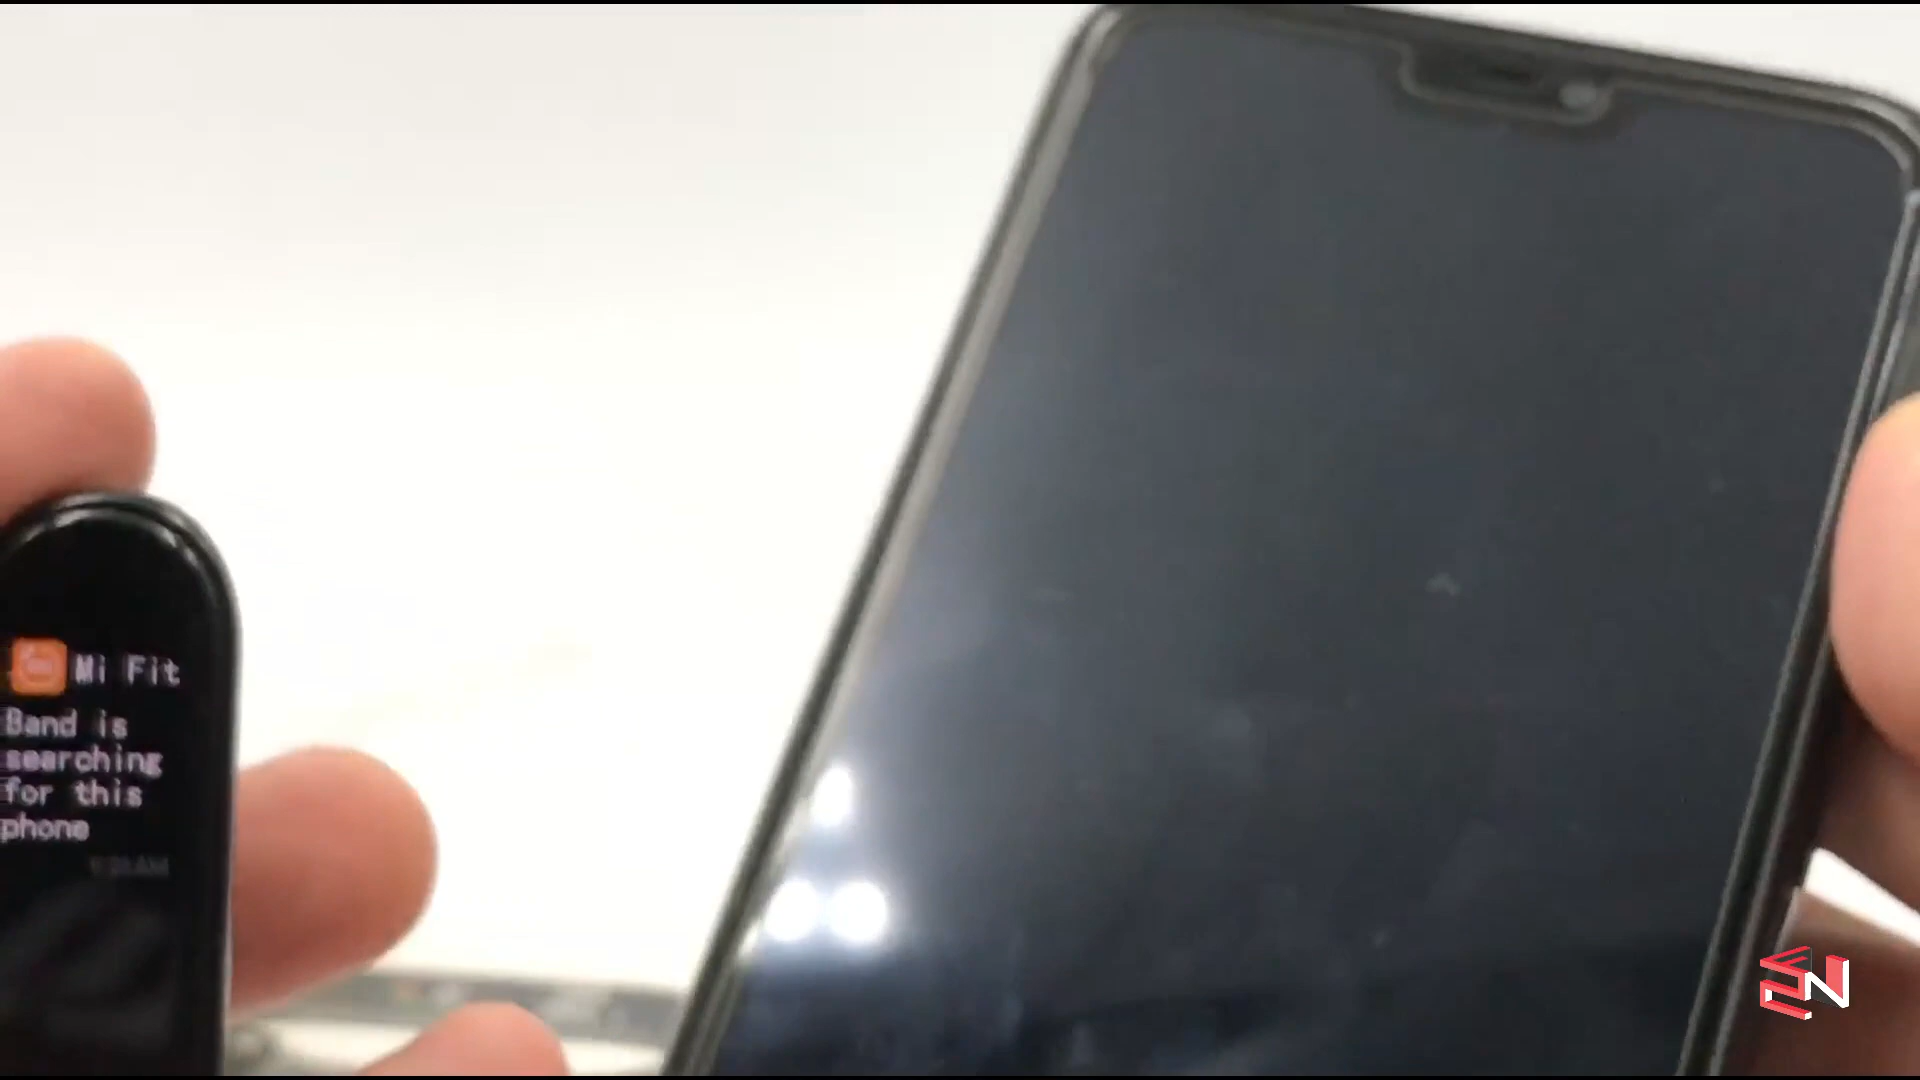 Mi Fit
Band is
searching
for this
phone